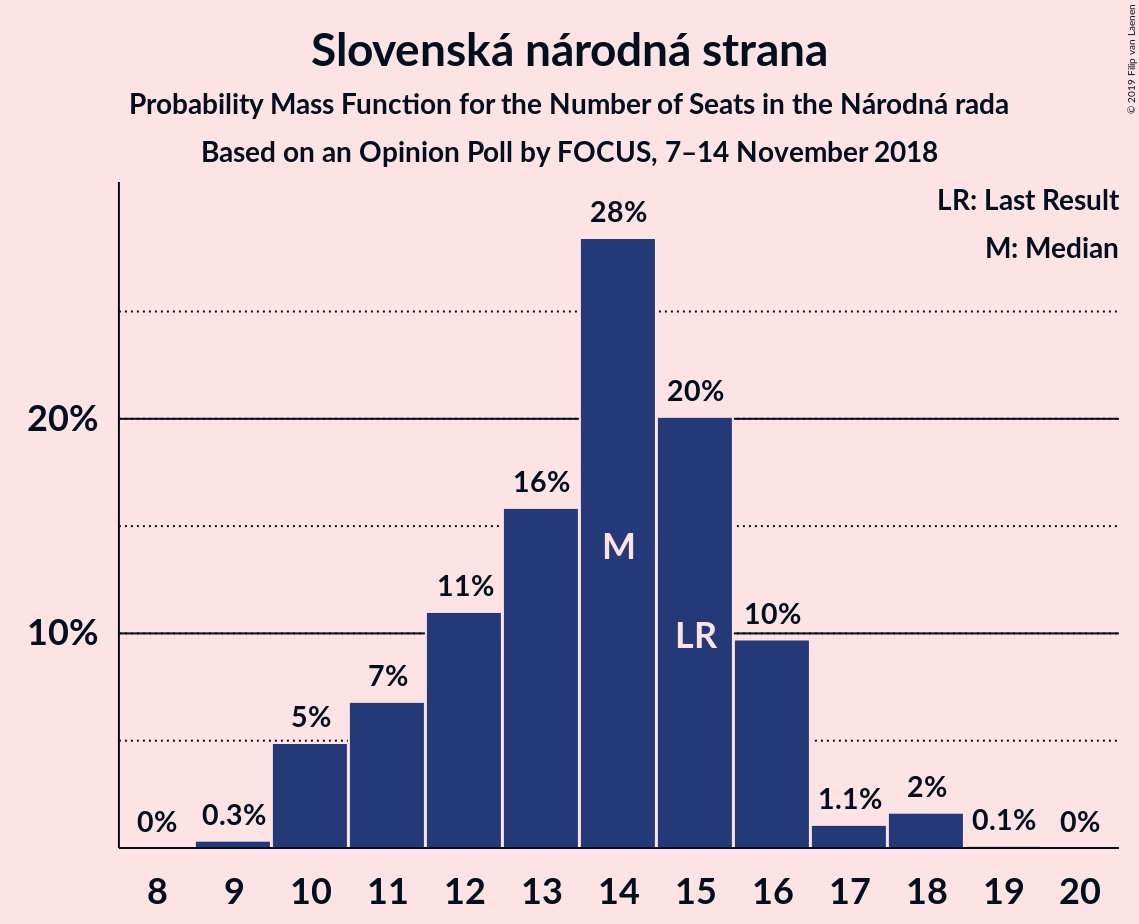 Slovenská národná strana
Probability Mass Function for the Number of Seats in the Národná rada
Based on an Opinion Poll by FOCUS, 7–14 November 2018
© 2019 Filip van Laenen
LR: Last Result
M: Median
28%
20%
20%
16%
M
11%
10%
LR
10%
7%
5%
0%
0.3%
1.1%
2%
0.1%
0%
8 9 10 11 12 13 14 15 16 17 18 19 20